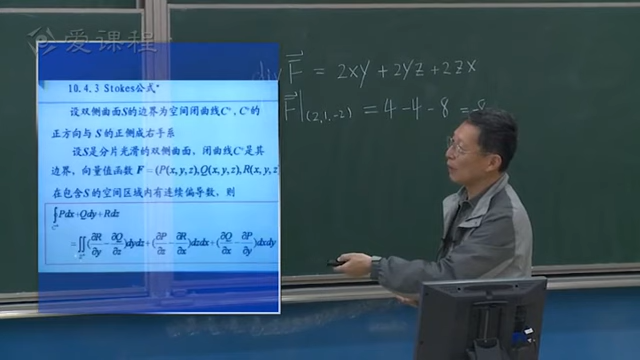 爱课程
div F⃗ = 2xy + 2yz + 2zx
F⃗|(2,1,-2) = 4 - 4 - 8 = -8
10.4.3 Stokes公式*
设双侧曲面S的边界为空间闭曲线C°, C°的
正方向与 S 的正侧成右手系
设S是分片光滑的双侧曲面, 闭曲线C°是其
边界, 向量值函数 F = (P(x,y,z),Q(x,y,z),R(x,y,z)
在包含S的空间区域内有连续偏导数, 则
∮Pdx+Qdy+Rdz
=∬(∂R/∂y-∂Q/∂z)dydz+(∂P/∂z-∂R/∂x)dzdx+(∂Q/∂x-∂P/∂y)dxdy